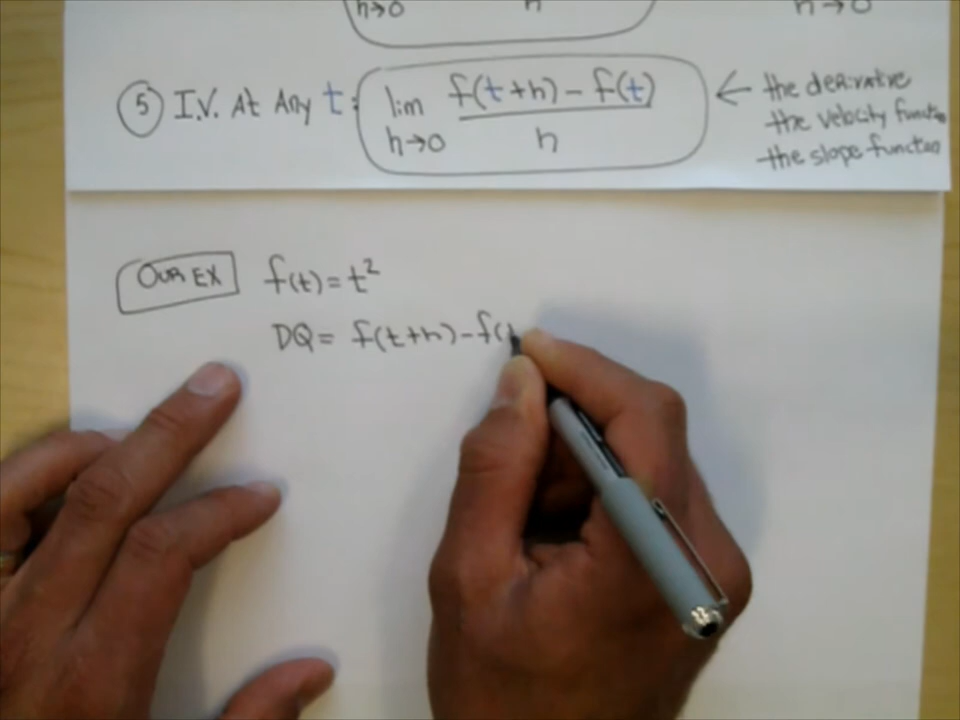 h→0 h h→0
⑤ I.V. At Any t: lim h→0 f(t+h) – f(t) / h ← the derivative
the velocity function
the slope function
OUR EX f(t) = t²
DQ = f(t+h) – f(t